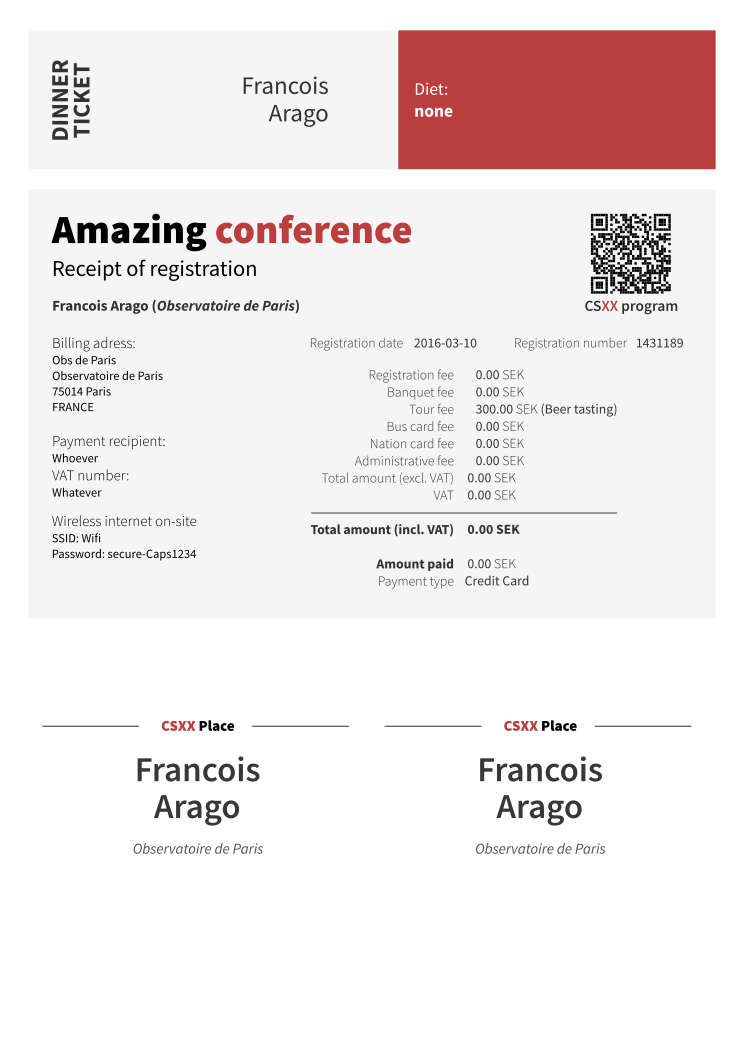 DINNER
TICKET
Francois
Arago
Diet:
none
Amazing conference
Receipt of registration
CSXX program
Francois Arago (Observatoire de Paris)
Billing adress:
Obs de Paris
Observatoire de Paris
75014 Paris
FRANCE
Payment recipient:
Whoever
VAT number:
Whatever
Wireless internet on-site
SSID: Wifi
Password: secure-Caps1234
Registration date 2016-03-10 Registration number 1431189
Registration fee 0.00 SEK
Banquet fee 0.00 SEK
Tour fee 300.00 SEK (Beer tasting)
Bus card fee 0.00 SEK
Nation card fee 0.00 SEK
Administrative fee 0.00 SEK
Total amount (excl. VAT) 0.00 SEK
VAT 0.00 SEK
Total amount (incl. VAT) 0.00 SEK
Amount paid 0.00 SEK
Payment type Credit Card
CSXX Place
Francois
Arago
Observatoire de Paris
CSXX Place
Francois
Arago
Observatoire de Paris